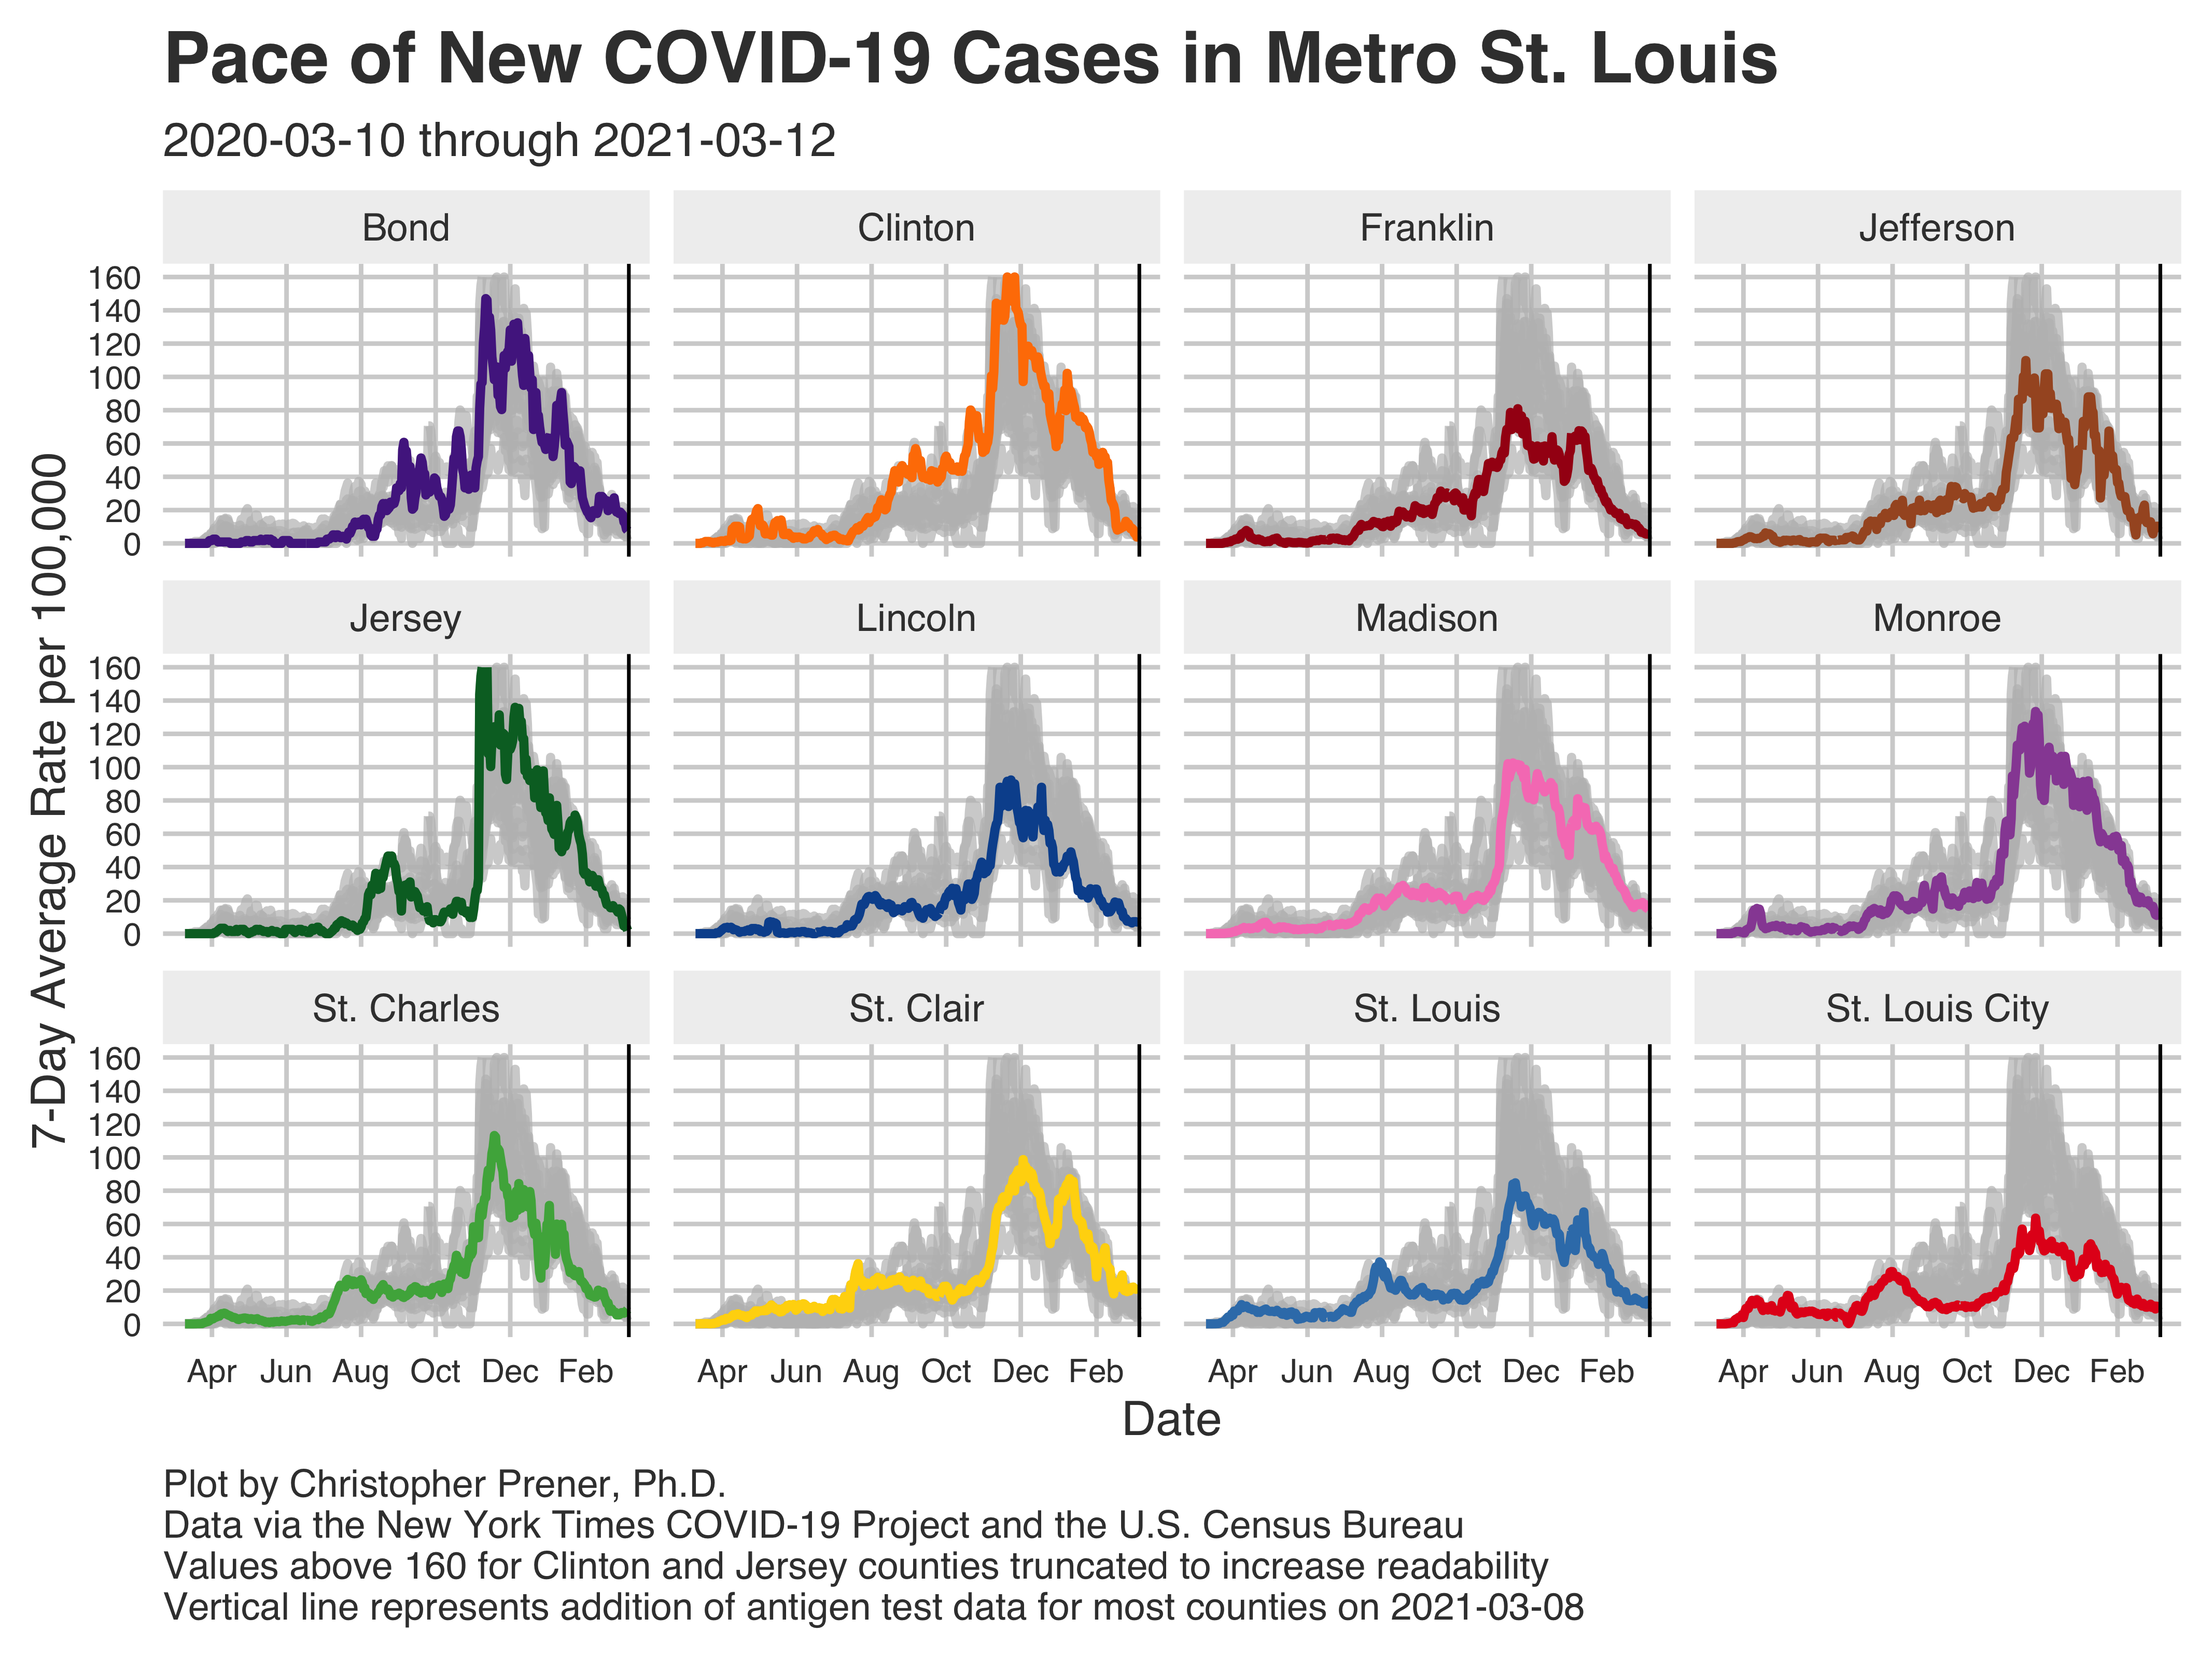 Pace of New COVID-19 Cases in Metro St. Louis
2020-03-10 through 2021-03-12
Bond Clinton Franklin Jefferson
160
140
120
100
80
60
40
20
0
Jersey Lincoln Madison Monroe
160
140
120
100
80
60
40
20
0
St. Charles St. Clair St. Louis St. Louis City
160
140
120
100
80
60
40
20
0
7-Day Average Rate per 100,000
Apr Jun Aug Oct Dec Feb Apr Jun Aug Oct Dec Feb Apr Jun Aug Oct Dec Feb Apr Jun Aug Oct Dec Feb
Date
Plot by Christopher Prener, Ph.D.
Data via the New York Times COVID-19 Project and the U.S. Census Bureau
Values above 160 for Clinton and Jersey counties truncated to increase readability
Vertical line represents addition of antigen test data for most counties on 2021-03-08